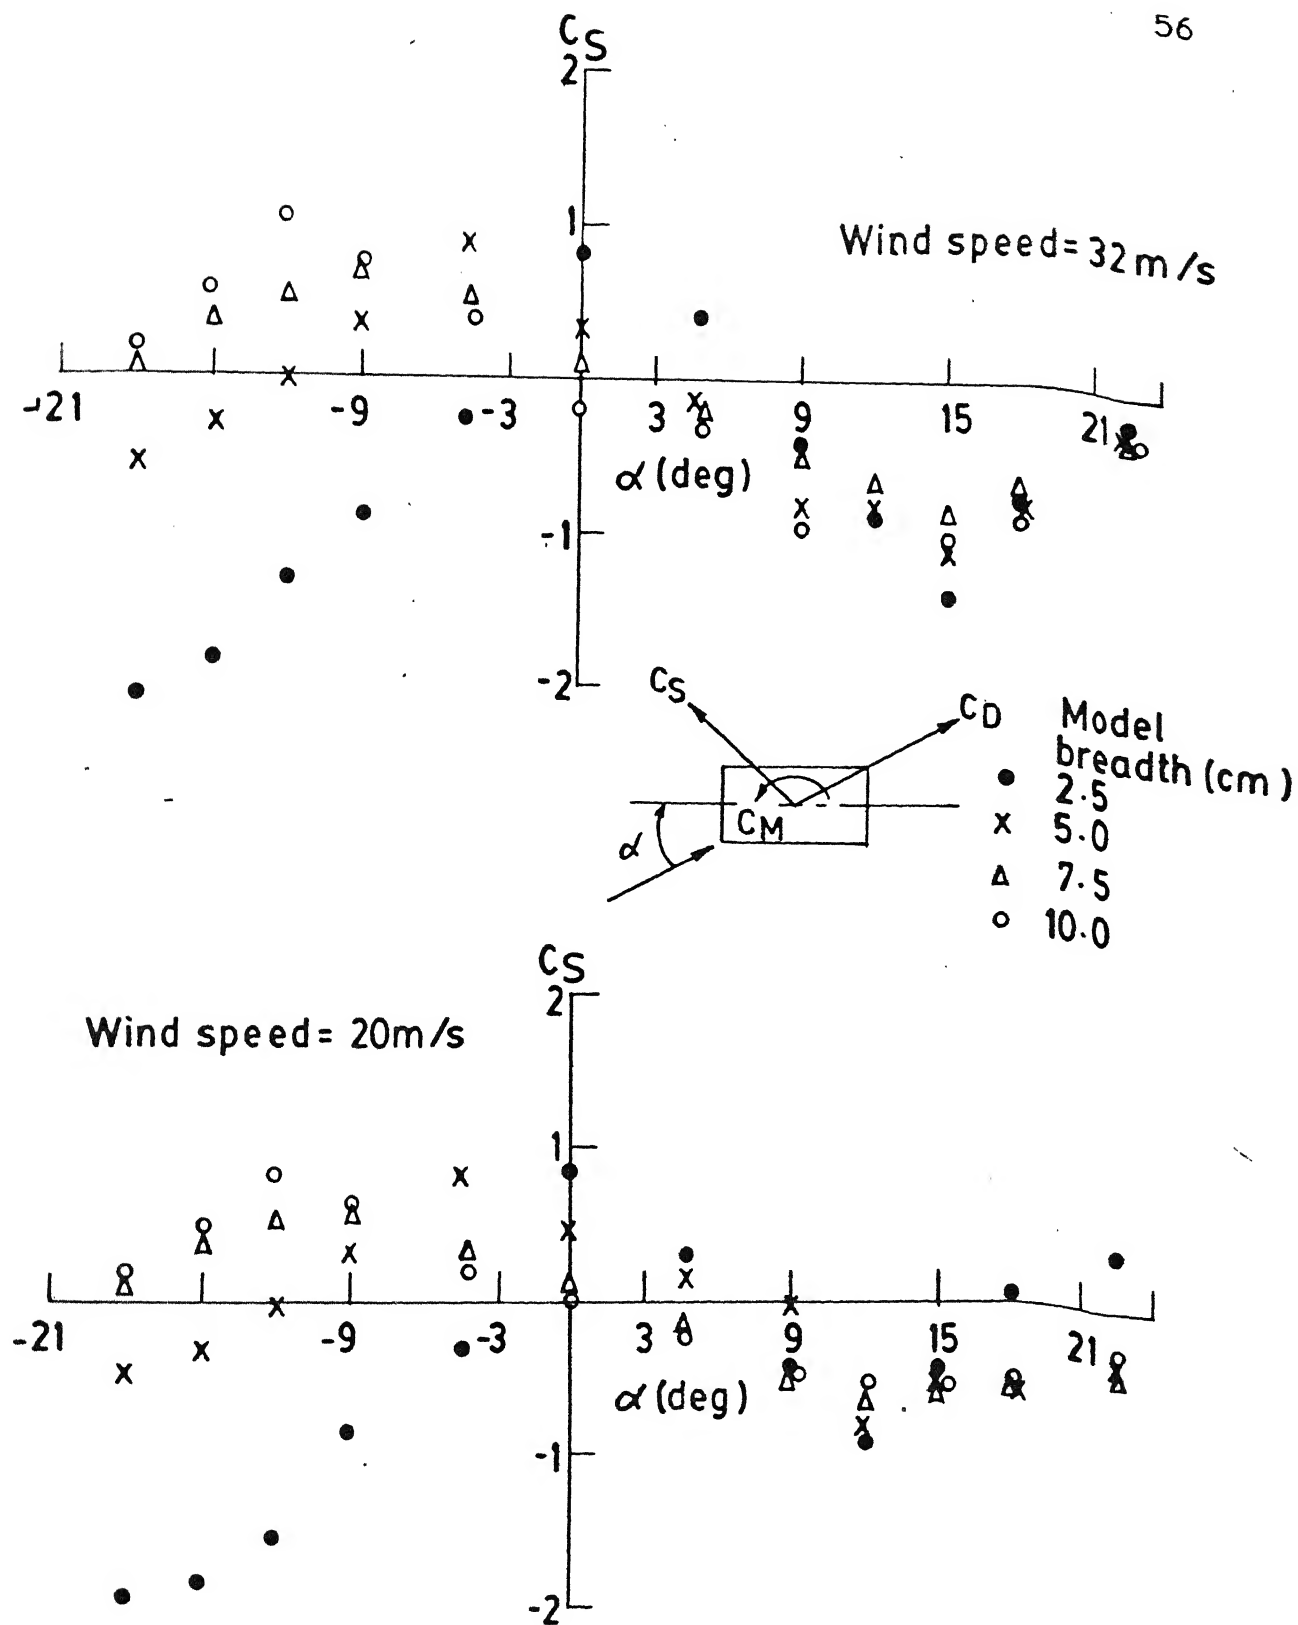 56
CS
2
1
Wind speed = 32 m/s
-21 -9 -3 3 9 15 21
α (deg)
-1
-2
CS
CD
CM
α
Model
breadth (cm)
● 2.5
x 5.0
Δ 7.5
○ 10.0
CS
2
Wind speed = 20 m/s
1
-21 -9 -3 3 9 15 21
α (deg)
-1
-2